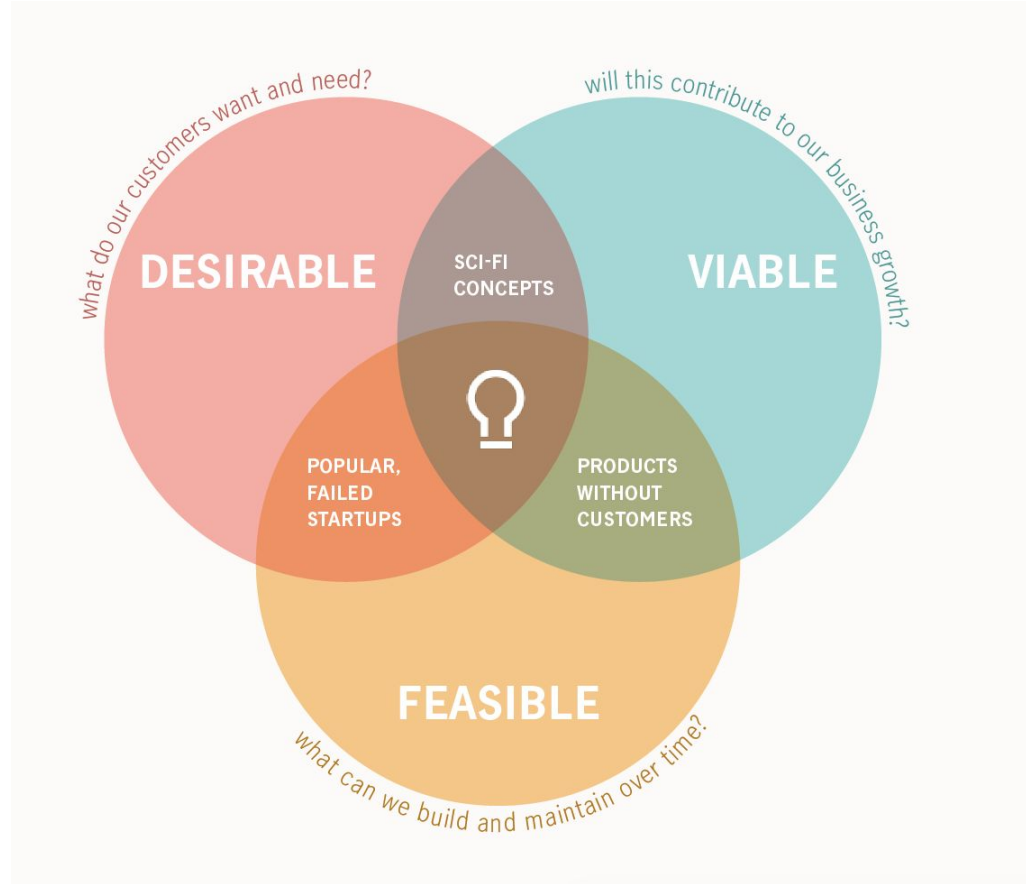 what do our customers want and need?
will this contribute to our business growth?
DESIRABLE
SCI-FI
CONCEPTS
VIABLE
POPULAR,
FAILED
STARTUPS
PRODUCTS
WITHOUT
CUSTOMERS
FEASIBLE
what can we build and maintain over time?